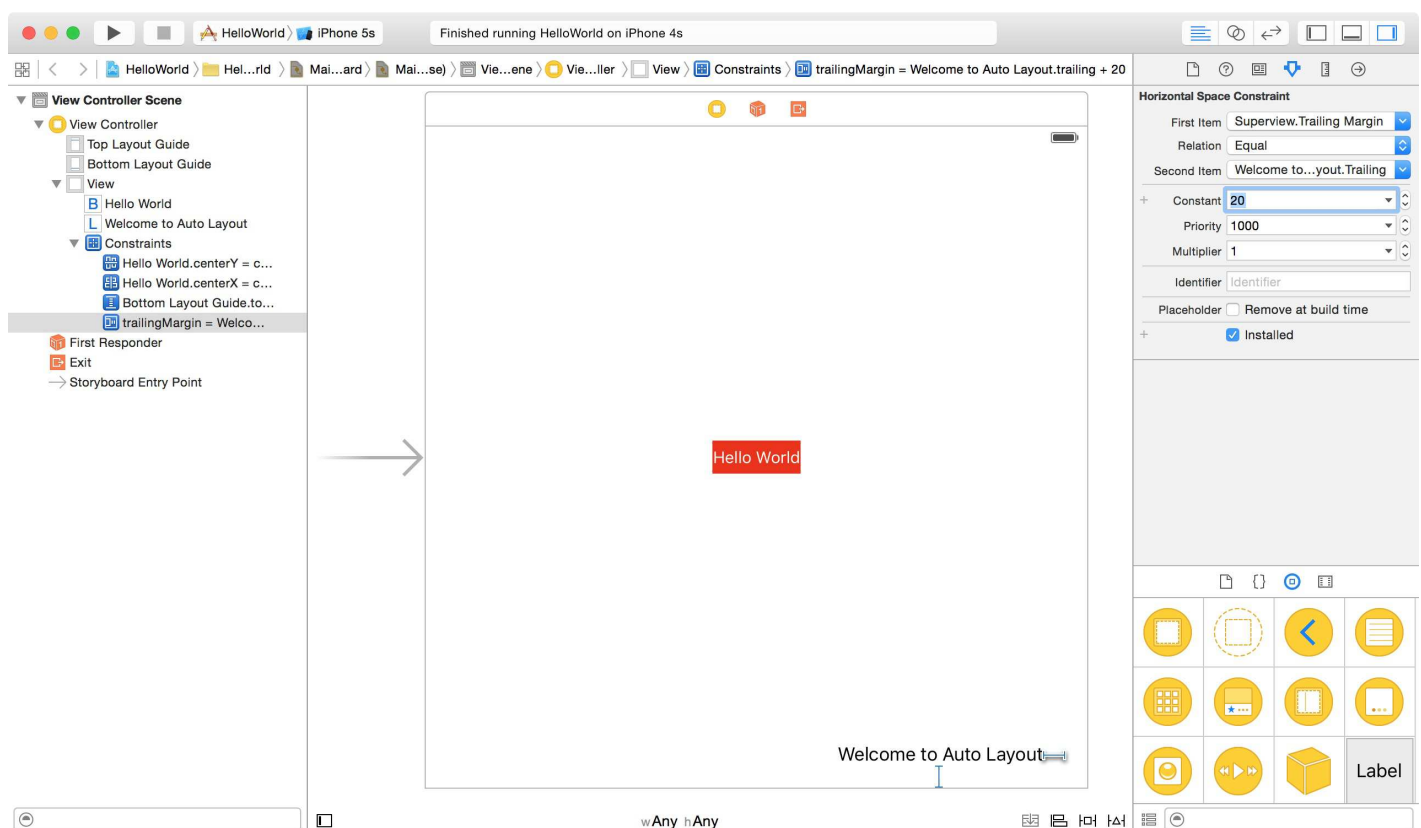 HelloWorld iPhone 5s Finished running HelloWorld on iPhone 4s
HelloWorld Hel...rld Mai...ard Mai...se) Vie...ene Vie...ller View Constraints trailingMargin = Welcome to Auto Layout.trailing + 20
View Controller Scene
View Controller
Top Layout Guide
Bottom Layout Guide
View
B Hello World
L Welcome to Auto Layout
Constraints
Hello World.centerY = c...
Hello World.centerX = c...
Bottom Layout Guide.to...
trailingMargin = Welco...
First Responder
Exit
Storyboard Entry Point
Hello World
Welcome to Auto Layout
wAny hAny
Horizontal Space Constraint
First Item Superview.Trailing Margin
Relation Equal
Second Item Welcome to...yout.Trailing
+ Constant 20
Priority 1000
Multiplier 1
Identifier Identifier
Placeholder Remove at build time
+ Installed
{}
Label